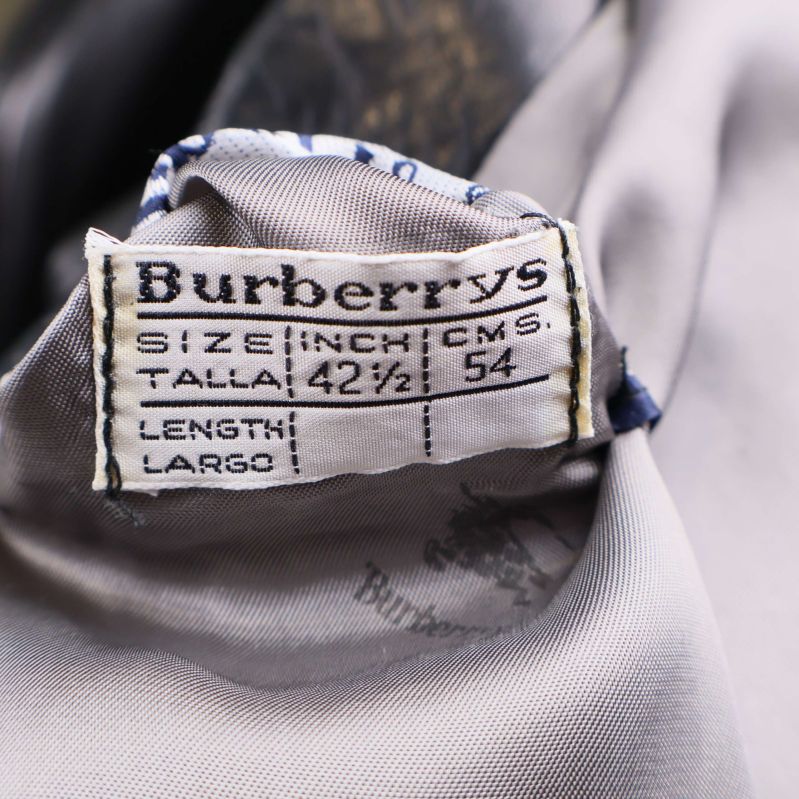 Burberrys
SIZE INCH CMS.
TALLA 42½ 54
LENGTH
LARGO
Burberrys